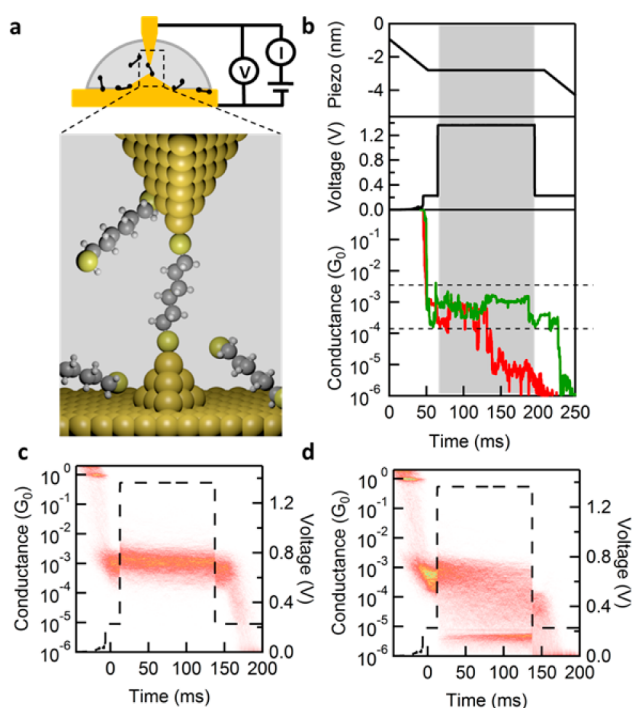 a
V
I
b
Piezo (nm)
0
-2
-4
Voltage (V)
1.2
0.8
0.4
0.0
Conductance (G0)
10-1
10-2
10-3
10-4
10-5
10-6
0 50 100 150 200 250
Time (ms)
c
Conductance (G0)
100
10-1
10-2
10-3
10-4
10-5
10-6
Voltage (V)
1.2
0.8
0.4
0.0
0 50 100 150 200
Time (ms)
d
Conductance (G0)
100
10-1
10-2
10-3
10-4
10-5
10-6
Voltage (V)
1.2
0.8
0.4
0.0
0 50 100 150 200
Time (ms)